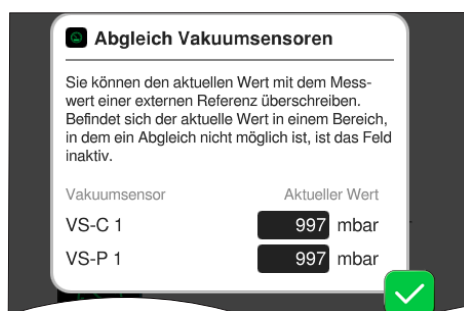 Abgleich Vakuumsensoren
Sie können den aktuellen Wert mit dem Mess-
wert einer externen Referenz überschreiben.
Befindet sich der aktuelle Wert in einem Bereich,
in dem ein Abgleich nicht möglich ist, ist das Feld
inaktiv.
Vakuumsensor Aktueller Wert
VS-C 1 997 mbar
VS-P 1 997 mbar